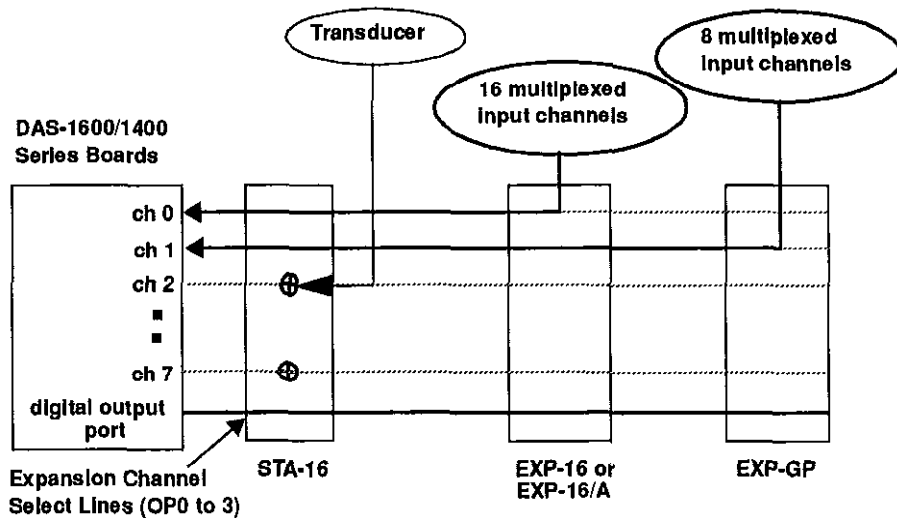 Transducer
8 multiplexed
input channels
16 multiplexed
input channels
DAS-1600/1400
Series Boards
ch 0
ch 1
ch 2
ch 7
digital output
port
Expansion Channel
Select Lines (OP0 to 3)
STA-16
EXP-16 or
EXP-16/A
EXP-GP